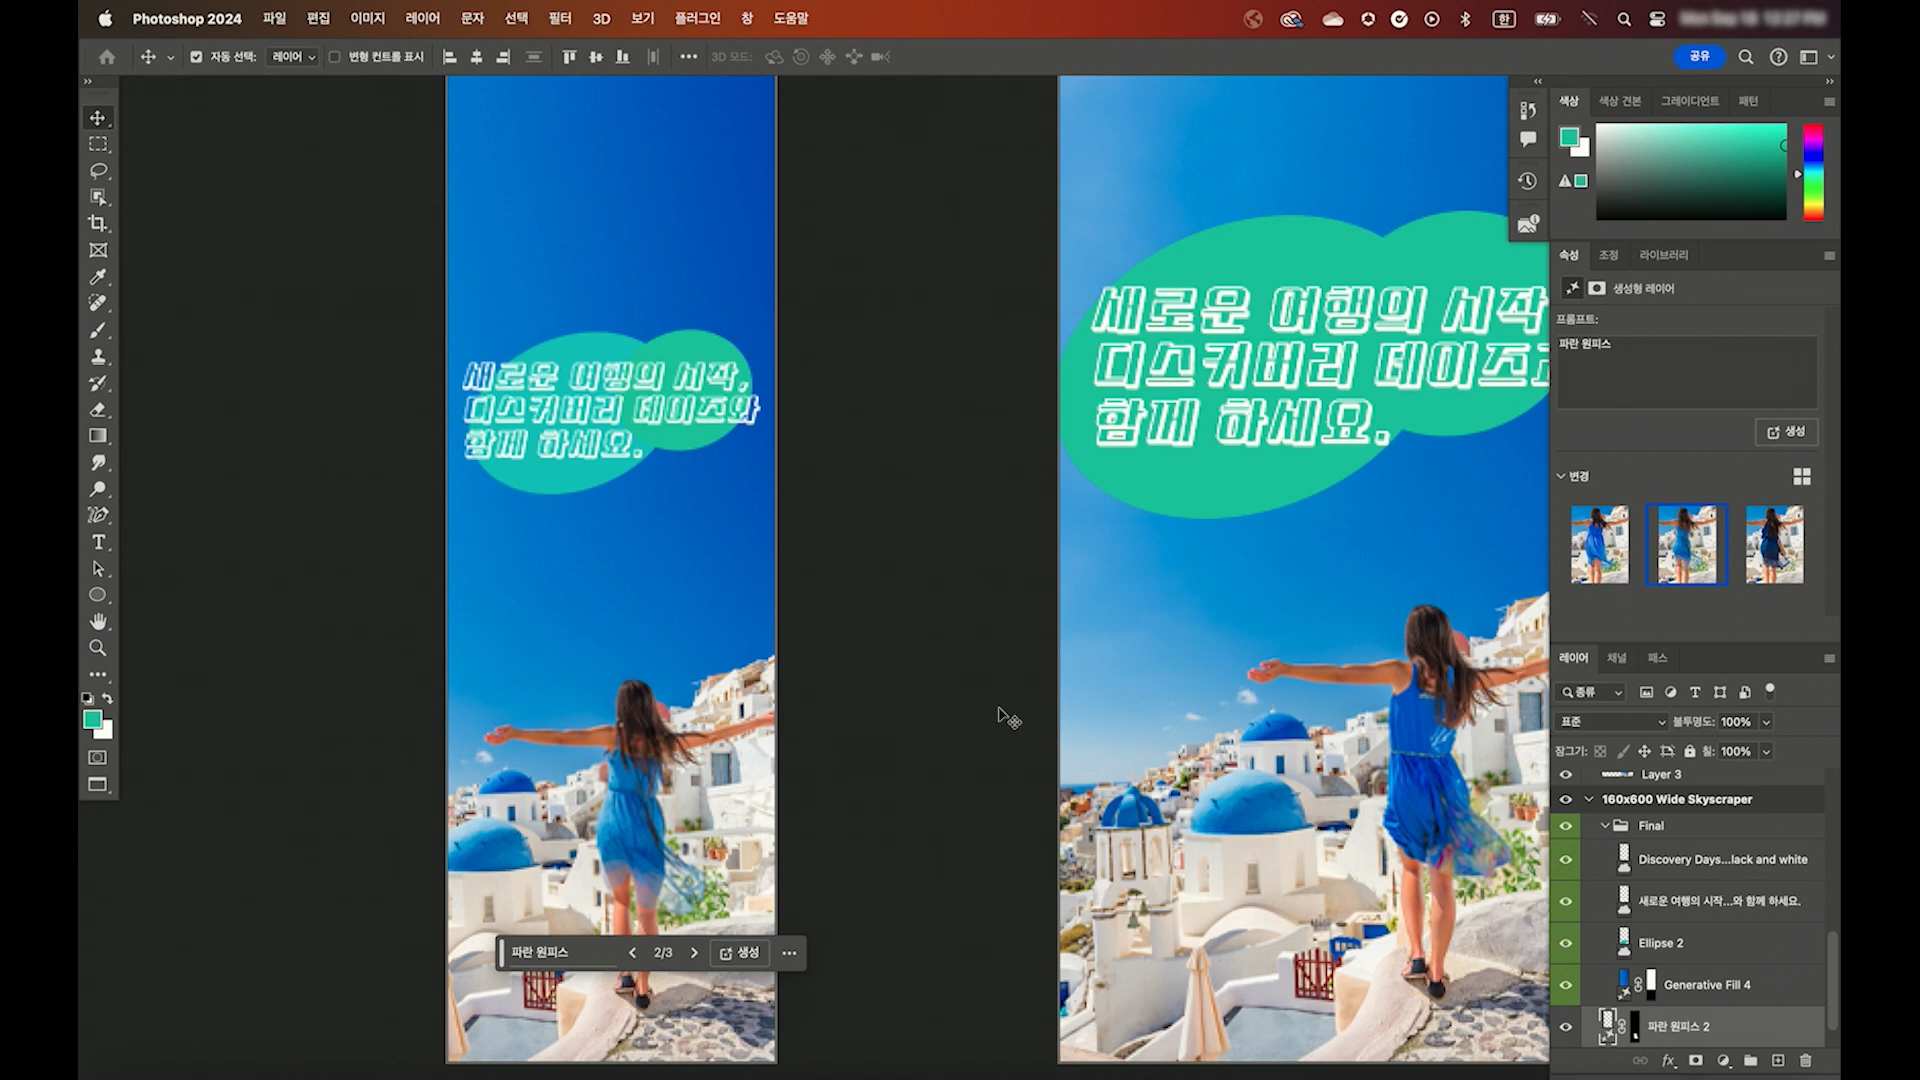 Photoshop 2024 파일 편집 이미지 레이어 문자 선택 필터 3D 보기 플러그인 창 도움말
한
자동 선택: 레이어 변형 컨트롤 표시 3D 모드: 공유
색상 색상 견본 그레이디언트 패턴
속성 조정 라이브러리
생성형 레이어
프롬프트:
파란 원피스
생성
변경
새로운 여행의 시작,
디스커버리 데이즈와
함께 하세요.
새로운 여행의 시작
디스커버리 데이즈
함께 하세요.
파란 원피스 2/3 생성
레이어 채널 패스
종류
표준 불투명도: 100%
잠그기: 칠: 100%
Layer 3
160x600 Wide Skyscraper
Final
Discovery Days...lack and white
새로운 여행의 시작...와 함께 하세요.
Ellipse 2
Generative Fill 4
파란 원피스 2
fx